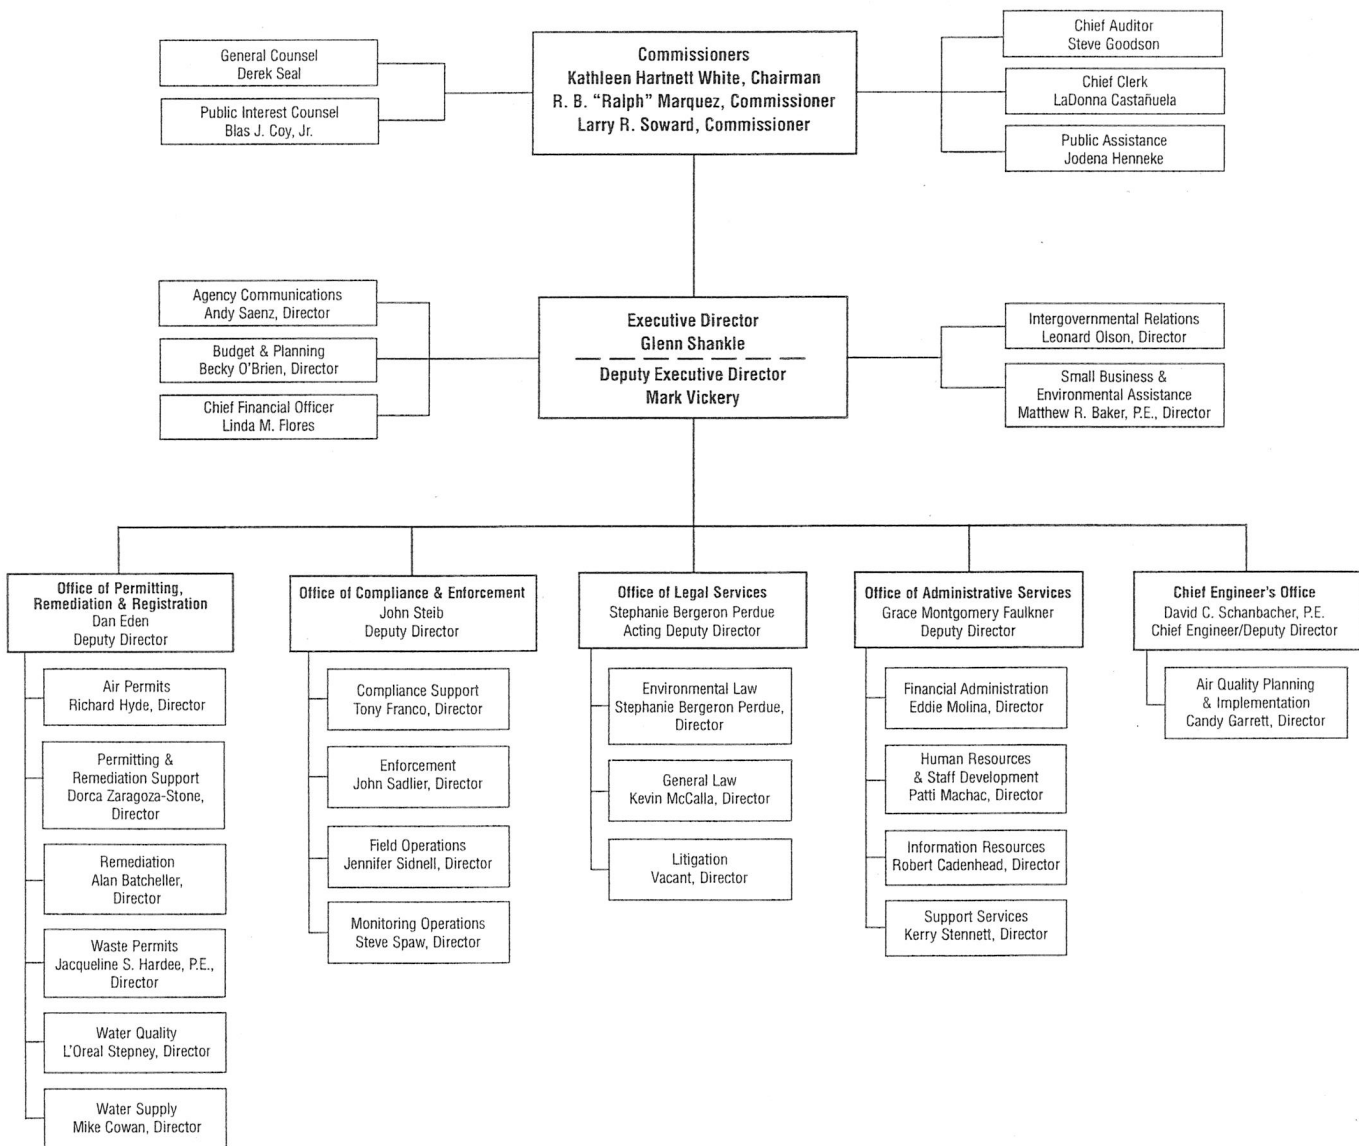 General Counsel
Derek Seal
Public Interest Counsel
Blas J. Coy, Jr.
Commissioners
Kathleen Hartnett White, Chairman
R. B. “Ralph” Marquez, Commissioner
Larry R. Soward, Commissioner
Chief Auditor
Steve Goodson
Chief Clerk
LaDonna Castañuela
Public Assistance
Jodena Henneke
Agency Communications
Andy Saenz, Director
Budget & Planning
Becky O’Brien, Director
Chief Financial Officer
Linda M. Flores
Executive Director
Glenn Shankle
Deputy Executive Director
Mark Vickery
Intergovernmental Relations
Leonard Olson, Director
Small Business &
Environmental Assistance
Matthew R. Baker, P.E., Director
Office of Permitting,
Remediation & Registration
Dan Eden
Deputy Director
Air Permits
Richard Hyde, Director
Permitting &
Remediation Support
Dorca Zaragoza-Stone,
Director
Remediation
Alan Batcheller,
Director
Waste Permits
Jacqueline S. Hardee, P.E.,
Director
Water Quality
L’Oreal Stepney, Director
Water Supply
Mike Cowan, Director
Office of Compliance & Enforcement
John Steib
Deputy Director
Compliance Support
Tony Franco, Director
Enforcement
John Sadlier, Director
Field Operations
Jennifer Sidnell, Director
Monitoring Operations
Steve Spaw, Director
Office of Legal Services
Stephanie Bergeron Perdue
Acting Deputy Director
Environmental Law
Stephanie Bergeron Perdue,
Director
General Law
Kevin McCalla, Director
Litigation
Vacant, Director
Office of Administrative Services
Grace Montgomery Faulkner
Deputy Director
Financial Administration
Eddie Molina, Director
Human Resources
& Staff Development
Patti Machac, Director
Information Resources
Robert Cadenhead, Director
Support Services
Kerry Stennett, Director
Chief Engineer’s Office
David C. Schanbacher, P.E.
Chief Engineer/Deputy Director
Air Quality Planning
& Implementation
Candy Garrett, Director